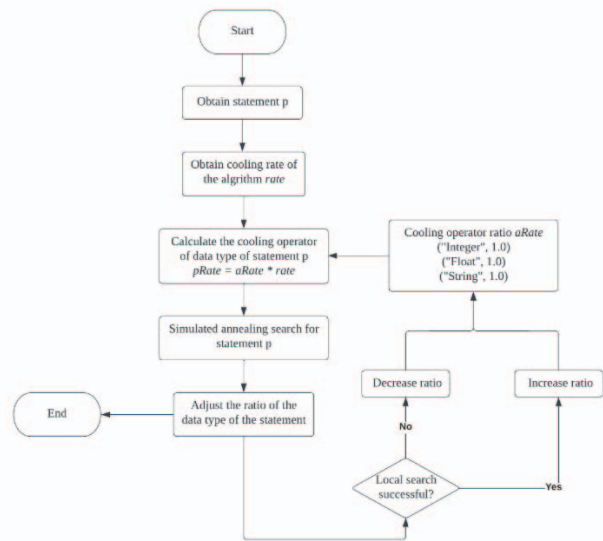 Start
Obtain statement p
Obtain cooling rate of
the algrithm rate
Calculate the cooling operator
of data type of statement p
pRate = aRate * rate
Cooling operator ratio aRate
("Integer", 1.0)
("Float", 1.0)
("String", 1.0)
Simulated annealing search for
statement p
Decrease ratio
Increase ratio
End
Adjust the ratio of the
data type of the statement
No
Local search
successful?
Yes